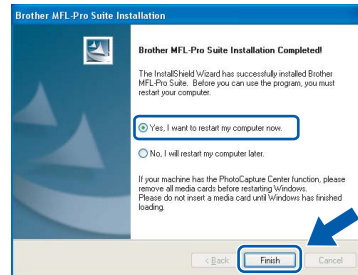 Brother MFL-Pro Suite Installation
Brother MFL-Pro Suite Installation Completed!
The InstallShield Wizard has successfully installed Brother
MFL-Pro Suite. Before you can use the program, you must
restart your computer.
Yes, I want to restart my computer now.
No, I will restart my computer later.
If your machine has the PhotoCapture Center function, please
remove all media cards before restarting Windows.
Please do not insert a media card until Windows has finished
loading.
< Back Finish Cancel